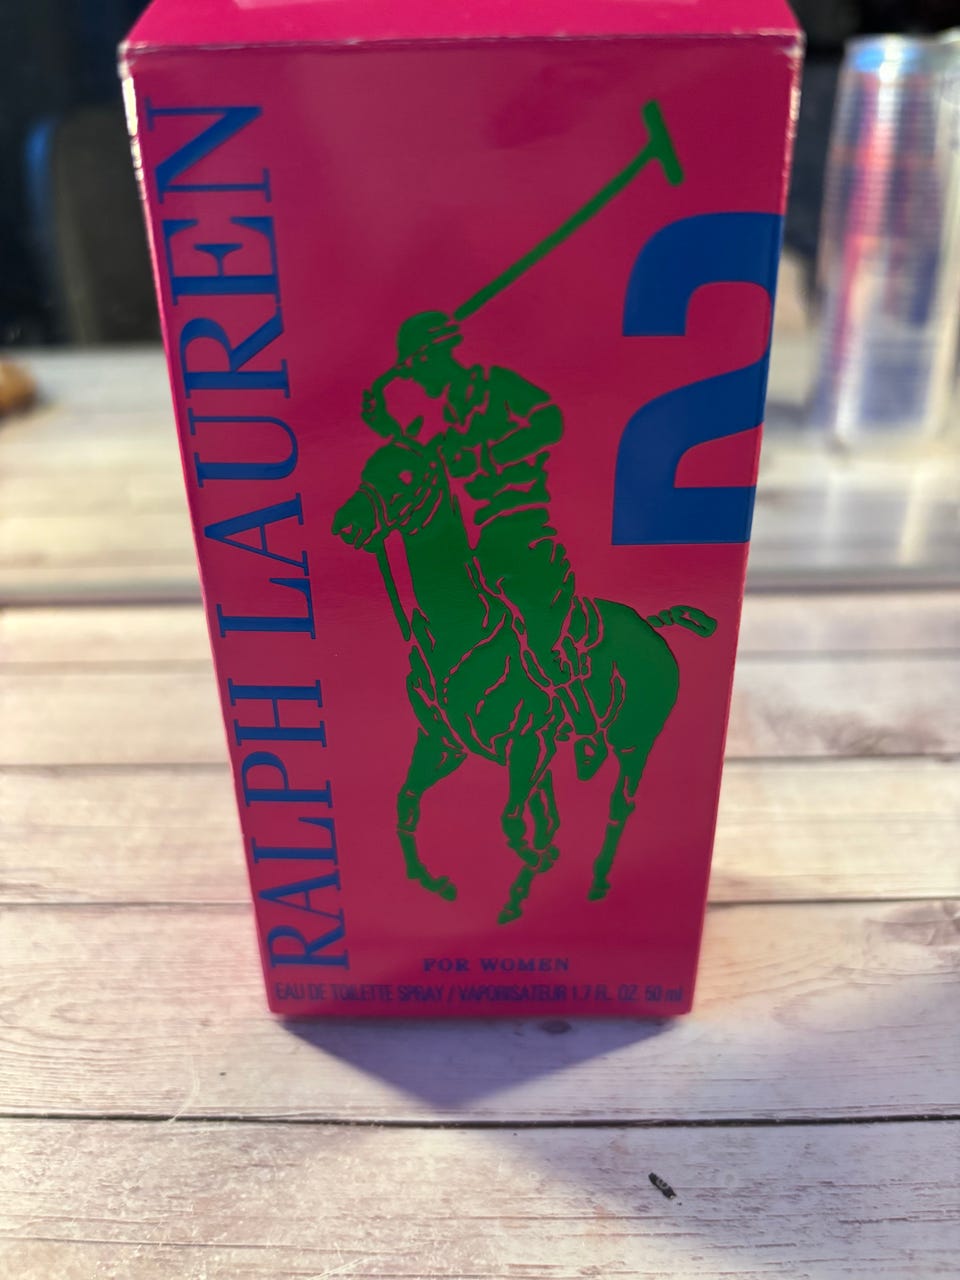 RALPH LAUREN
2
FOR WOMEN
EAU DE TOILETTE SPRAY / VAPORISATEUR 1.7 FL. OZ. 50 ml